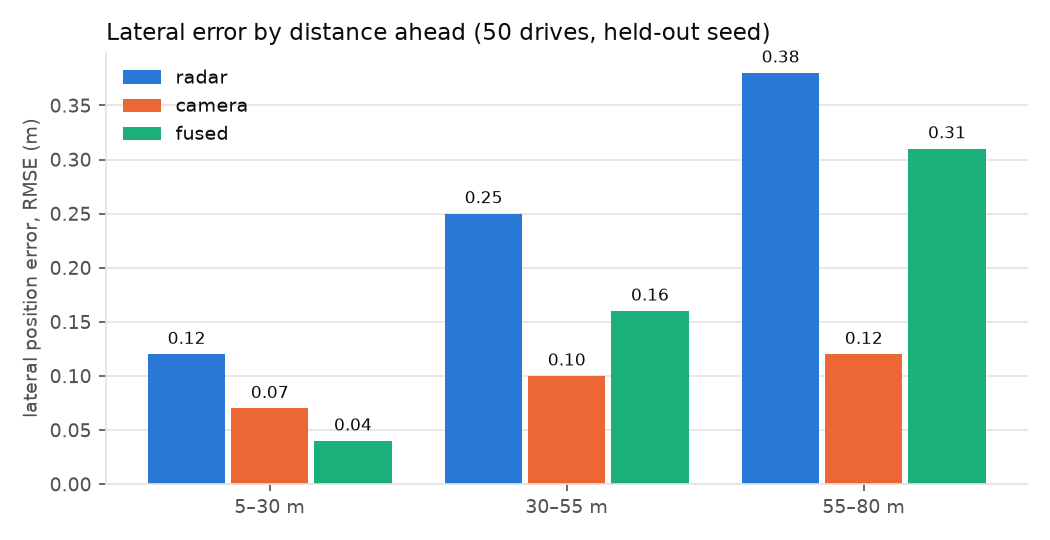 Lateral error by distance ahead (50 drives, held-out seed)
radar
camera
fused
lateral position error, RMSE (m)
0.35
0.30
0.25
0.20
0.15
0.10
0.05
0.00
0.12
0.07
0.04
0.25
0.10
0.16
0.38
0.12
0.31
5–30 m
30–55 m
55–80 m